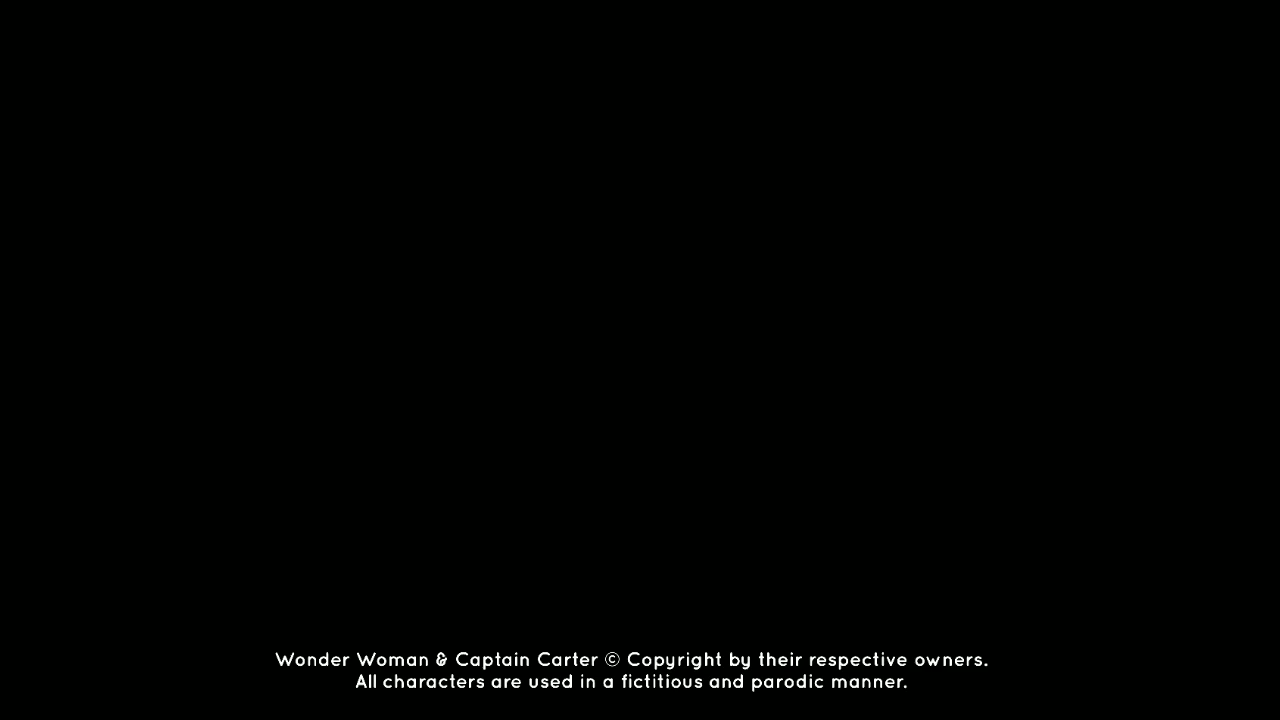 Wonder Woman & Captain Carter © Copyright by their respective owners.
All characters are used in a fictitious and parodic manner.